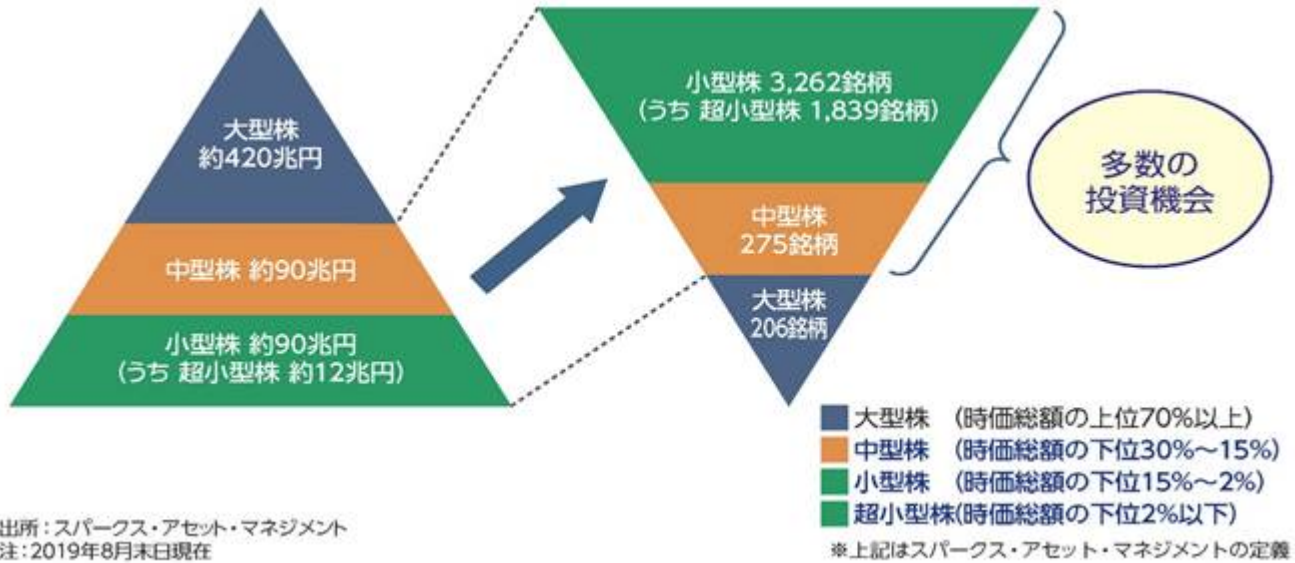 大型株
約420兆円
中型株 約90兆円
小型株 約90兆円
(うち 超小型株 約12兆円)
小型株 3,262銘柄
(うち 超小型株 1,839銘柄)
中型株
275銘柄
大型株
206銘柄
多数の
投資機会
大型株 (時価総額の上位70%以上)
中型株 (時価総額の下位30%～15%)
小型株 (時価総額の下位15%～2%)
超小型株(時価総額の下位2%以下)
※上記はスパークス・アセット・マネジメントの定義
出所：スパークス・アセット・マネジメント
注：2019年8月末日現在